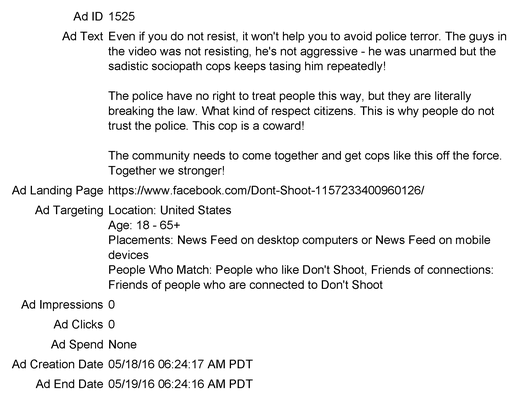 Ad ID 1525
Ad Text Even if you do not resist, it won't help you to avoid police terror. The guys in
the video was not resisting, he's not aggressive - he was unarmed but the
sadistic sociopath cops keeps tasing him repeatedly!
The police have no right to treat people this way, but they are literally
breaking the law. What kind of respect citizens. This is why people do not
trust the police. This cop is a coward!
The community needs to come together and get cops like this off the force.
Together we stronger!
Ad Landing Page https://www.facebook.com/Dont-Shoot-1157233400960126/
Ad Targeting Location: United States
Age: 18 - 65+
Placements: News Feed on desktop computers or News Feed on mobile
devices
People Who Match: People who like Don't Shoot, Friends of connections:
Friends of people who are connected to Don't Shoot
Ad Impressions 0
Ad Clicks 0
Ad Spend None
Ad Creation Date 05/18/16 06:24:17 AM PDT
Ad End Date 05/19/16 06:24:16 AM PDT